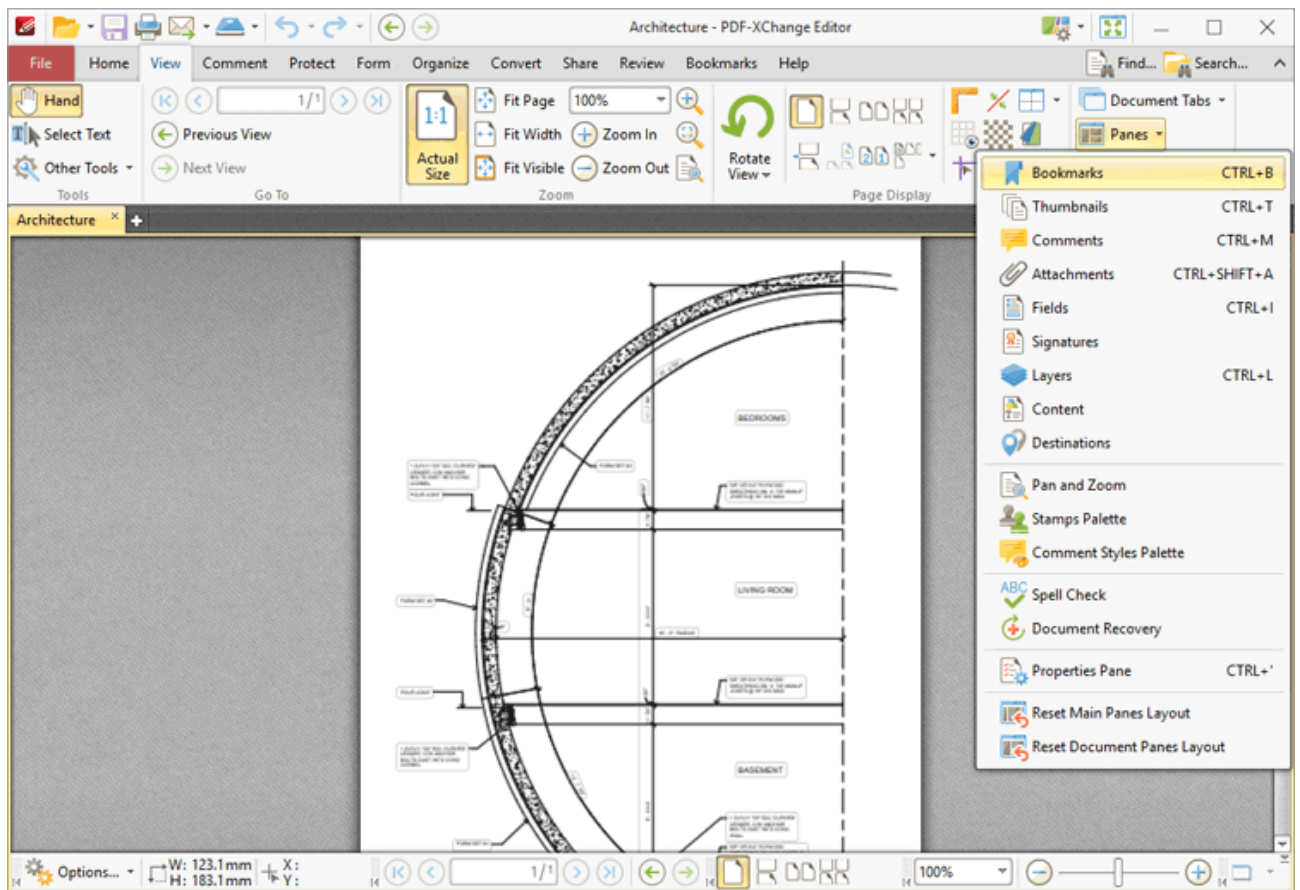 Architecture - PDF-XChange Editor
File Home View Comment Protect Form Organize Convert Share Review Bookmarks Help Find... Search...
Hand
Select Text
Other Tools
Tools
1/1
Previous View
Next View
Go To
1:1
Actual
Size
Fit Page 100%
Fit Width Zoom In
Fit Visible Zoom Out
Zoom
Rotate
View
Page Display
Document Tabs
Panes
Architecture
Bookmarks CTRL+B
Thumbnails CTRL+T
Comments CTRL+M
Attachments CTRL+SHIFT+A
Fields CTRL+I
Signatures
Layers CTRL+L
Content
Destinations
Pan and Zoom
Stamps Palette
Comment Styles Palette
ABC Spell Check
Document Recovery
Properties Pane CTRL+'
Reset Main Panes Layout
Reset Document Panes Layout
BEDROOMS
LIVING ROOM
BASEMENT
Options... W: 123.1mm X:
H: 183.1mm Y:
1/1
100%